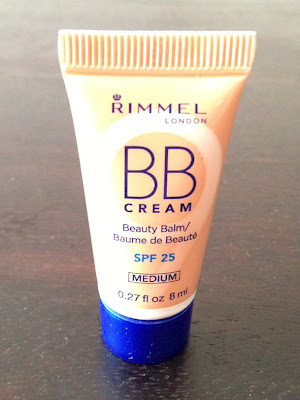 RIMMEL
LONDON
BB
CREAM
Beauty Balm/
Baume de Beauté
SPF 25
MEDIUM
0.27 fl oz 8 ml